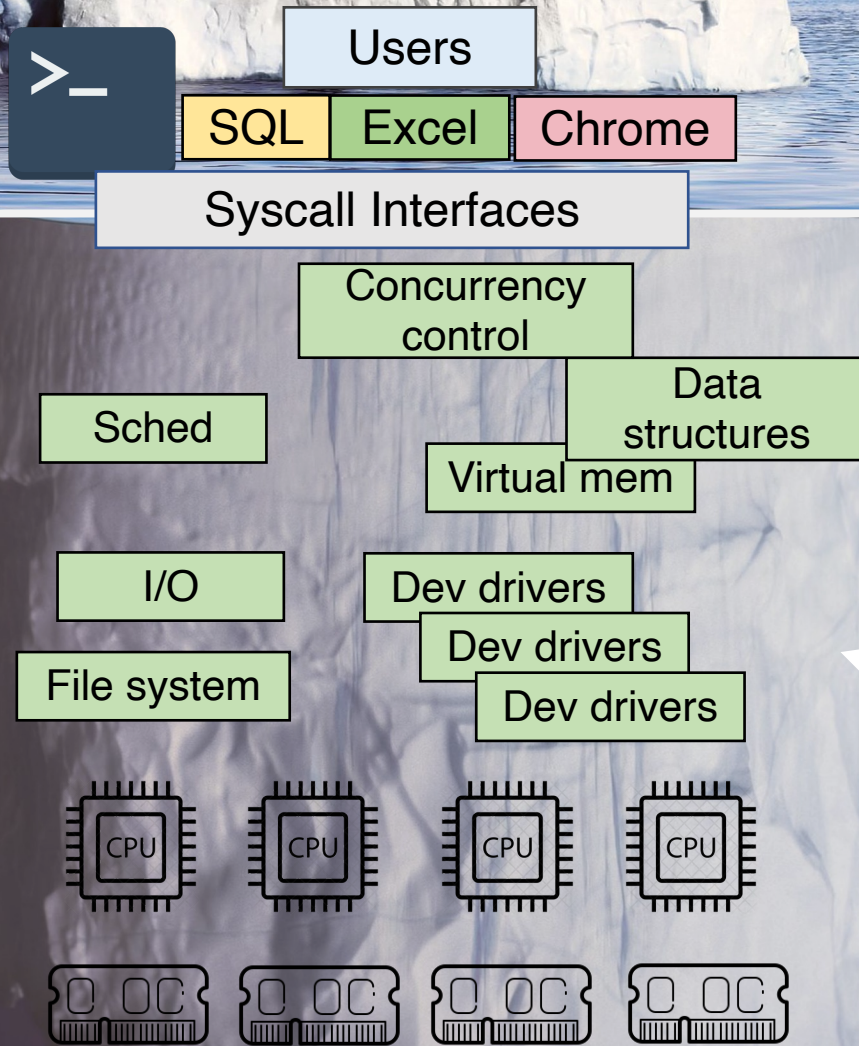 Users
>_
SQL
Excel
Chrome
Syscall Interfaces
Concurrency
control
Data
structures
Sched
Virtual mem
I/O
Dev drivers
Dev drivers
File system
Dev drivers
CPU
CPU
CPU
CPU